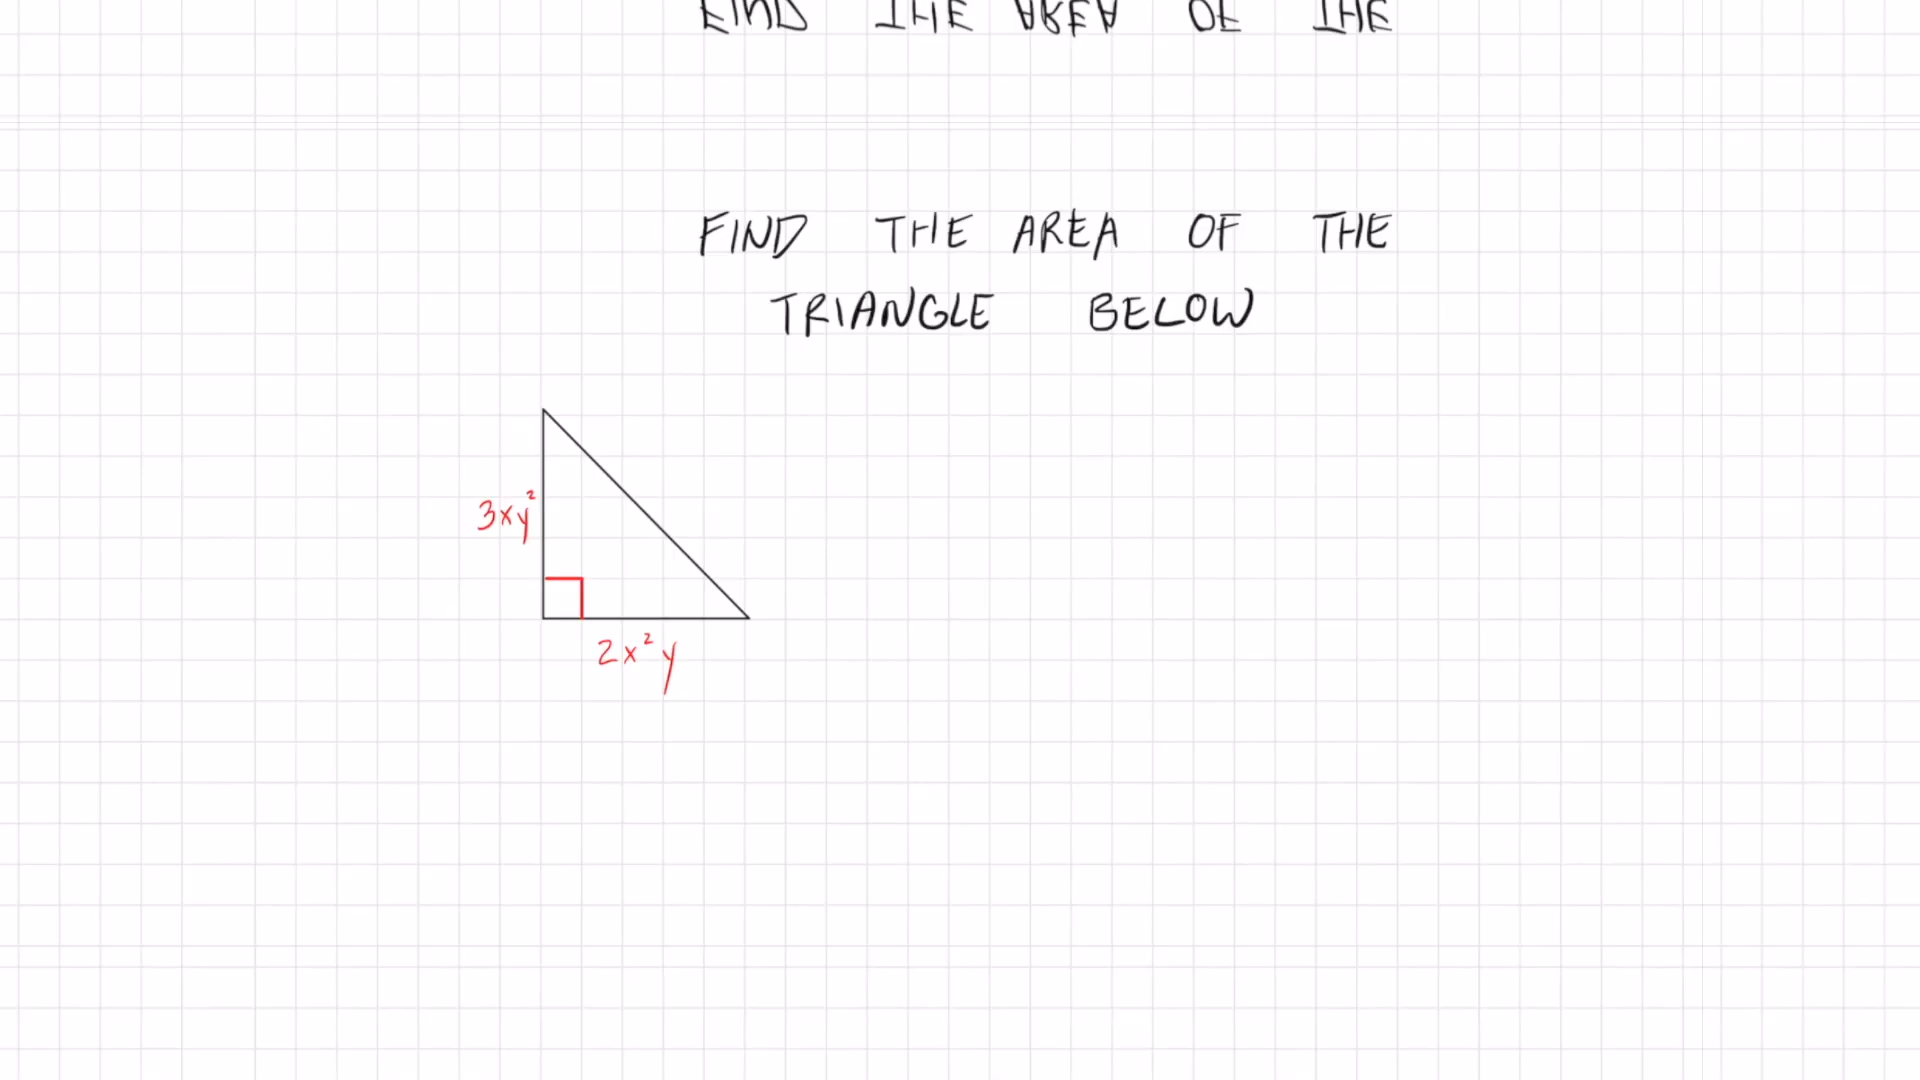 FIND THE AREA OF THE
TRIANGLE BELOW
3xy²
2x²y